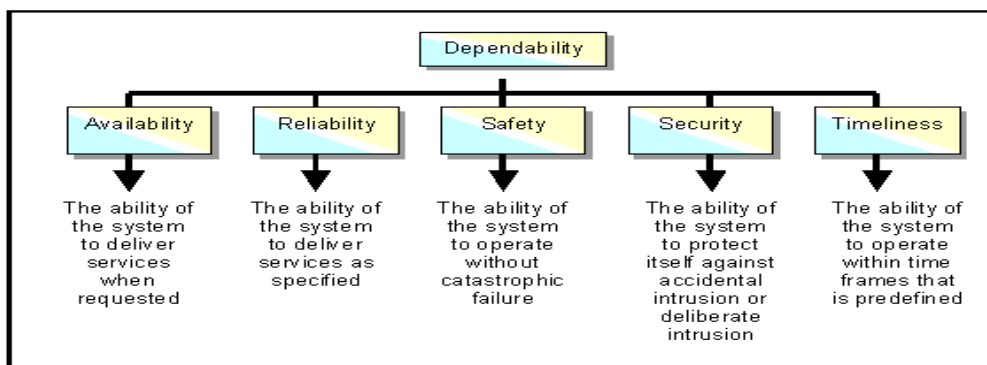 Dependability
Availability
Reliability
Safety
Security
Timeliness
The ability of
the system
to deliver
services
when
requested
The ability of
the system
to deliver
services as
specified
The ability of
the system
to operate
without
catastrophic
failure
The ability of
the system
to protect
itself against
accidental
intrusion or
deliberate
intrusion
The ability of
the system
to operate
within time
frames that
is predefined